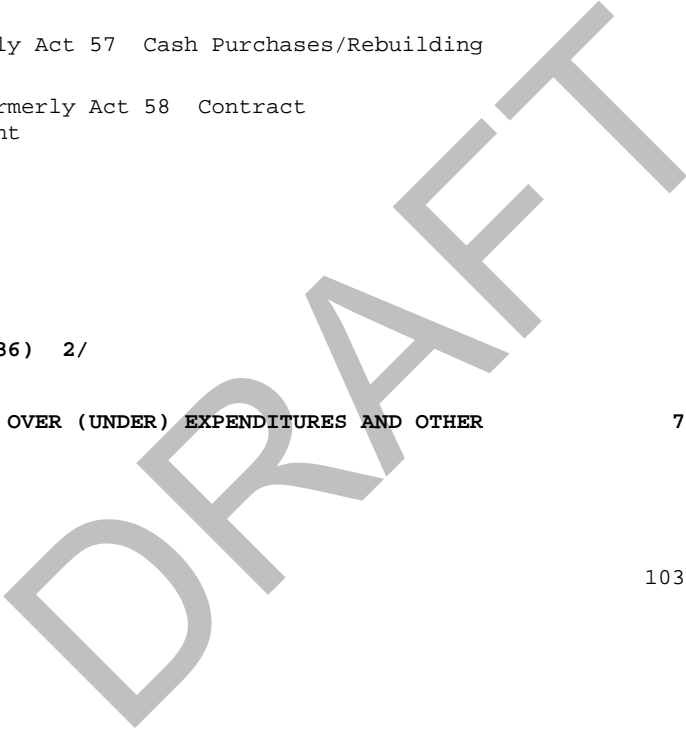 ly Act 57 Cash Purchases/Rebuilding
rmerly Act 58 Contract
nt
36) 2/
OVER (UNDER) EXPENDITURES AND OTHER 7
103
DRAFT